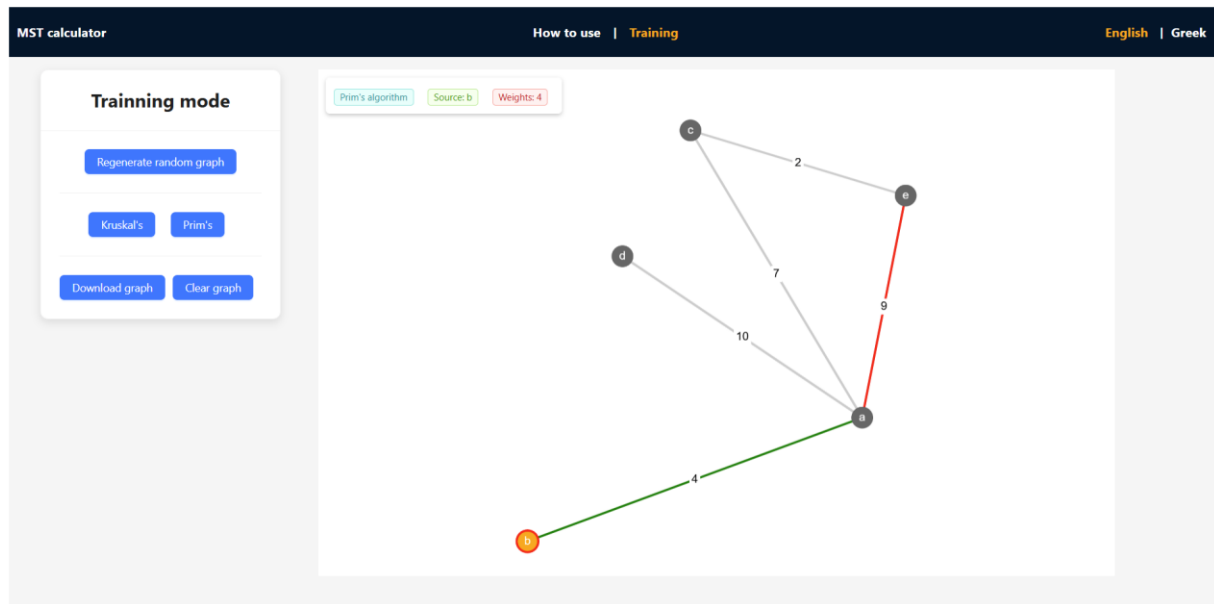 MST calculator How to use | Training English | Greek
Trainning mode
Regenerate random graph
Kruskal's Prim's
Download graph Clear graph
Prim's algorithm Source: b Weights: 4
c
2
e
d
7
9
10
a
4
b